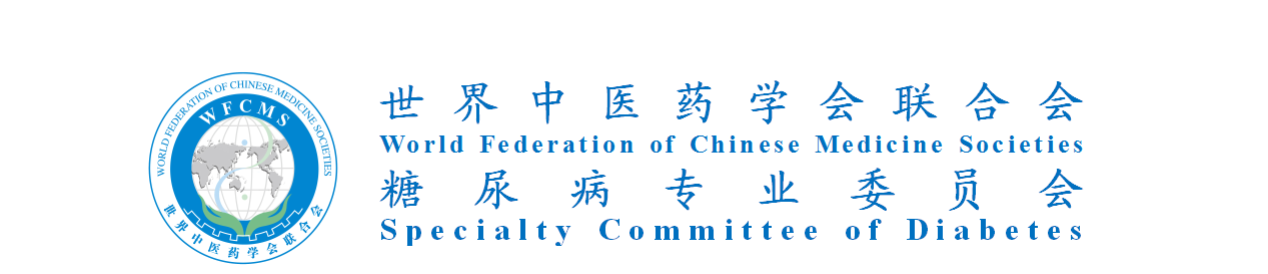 WORLD FEDERATION OF CHINESE MEDICINE SOCIETIES
WFCMS
世界中医药学会联合会
世界中医药学会联合会
World Federation of Chinese Medicine Societies
糖尿病专业委员会
Specialty Committee of Diabetes